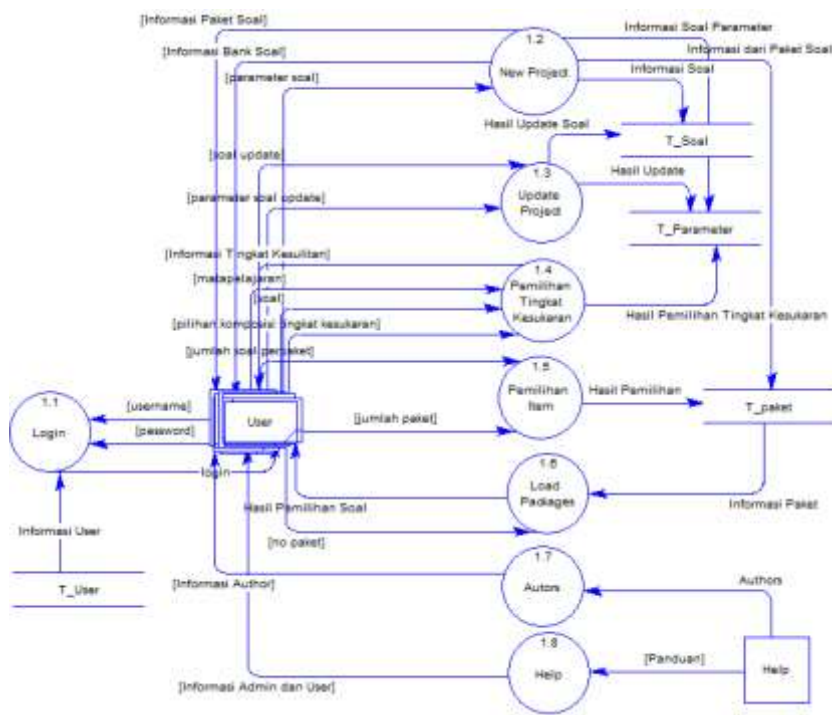 [Informasi Paket Soal]
[Informasi Bank Soal]
[parameter soal]
1.2
New Project
Informasi Soal Parameter
Informasi dari Paket Soal
Informasi Soal
Hasil Update Soal
T_Soal
[soal update]
[parameter soal update]
1.3
Update
Project
Hasil Update
T_Parameter
[Informasi Tingkat Kesulitan]
[matapelajaran]
[soal]
[pilihan komposisi tingkat kesukaran]
1.4
Pemilihan
Tingkat
Kesukaran
Hasil Pemilihan Tingkat Kesukaran
[jumlah soal perpaket]
1.5
Pemilihan
Item
Hasil Pemilihan
T_paket
1.1
Login
[username]
[password]
User
[jumlah paket]
login
Hasil Pemilihan Soal
1.6
Load
Packages
Informasi Paket
Informasi User
[no paket]
T_User
[Informasi Author]
1.7
Autors
Authors
1.8
Help
[Panduan]
Help
[Informasi Admin dan User]